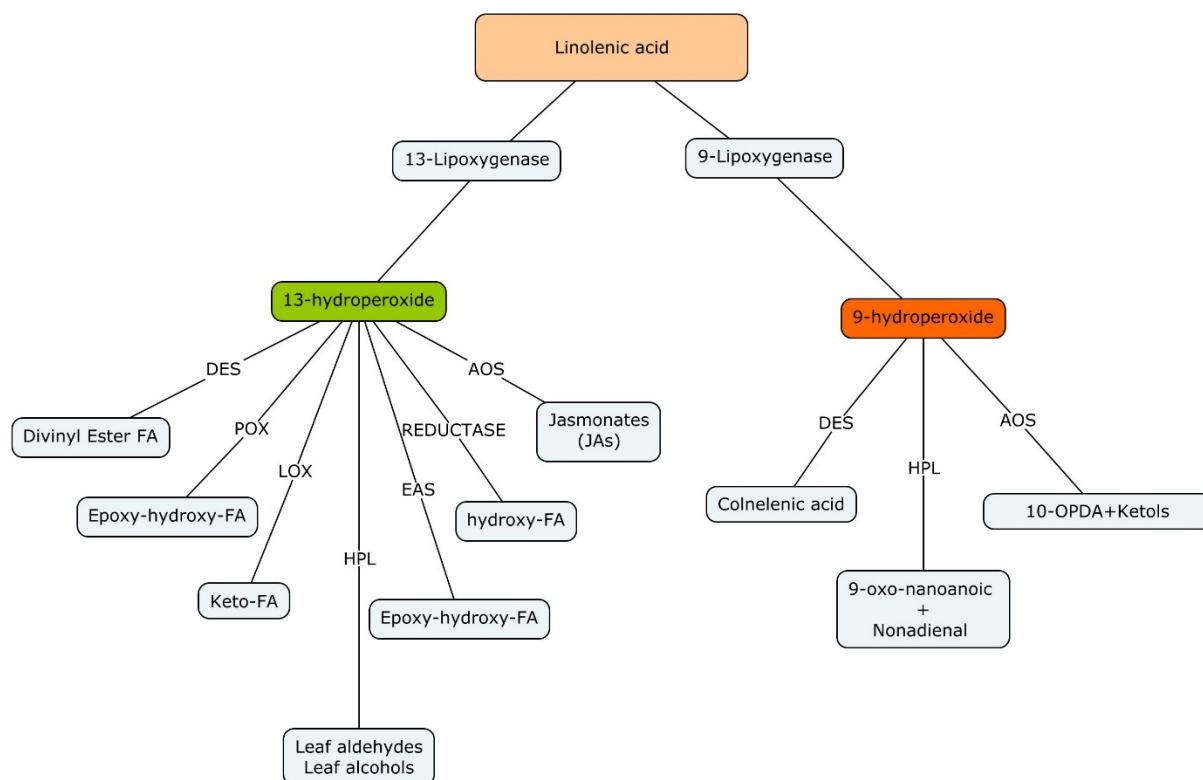 Linolenic acid
13-Lipoxygenase
9-Lipoxygenase
13-hydroperoxide
9-hydroperoxide
DES
AOS
Divinyl Ester FA
POX
REDUCTASE
Jasmonates
(JAs)
DES
AOS
LOX
HPL
EAS
Epoxy-hydroxy-FA
hydroxy-FA
Colnelenic acid
10-OPDA+Ketols
HPL
Keto-FA
Epoxy-hydroxy-FA
9-oxo-nanoanoic
+
Nonadienal
Leaf aldehydes
Leaf alcohols